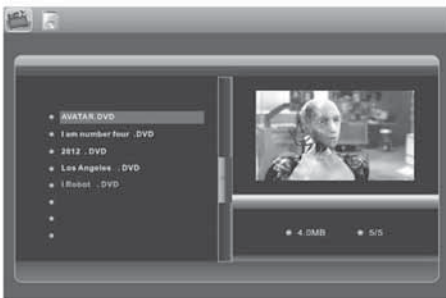 AVATAR.DVD
I am number four .DVD
2012 .DVD
Los Angeles .DVD
I Robot .DVD
4.0MB 5/5